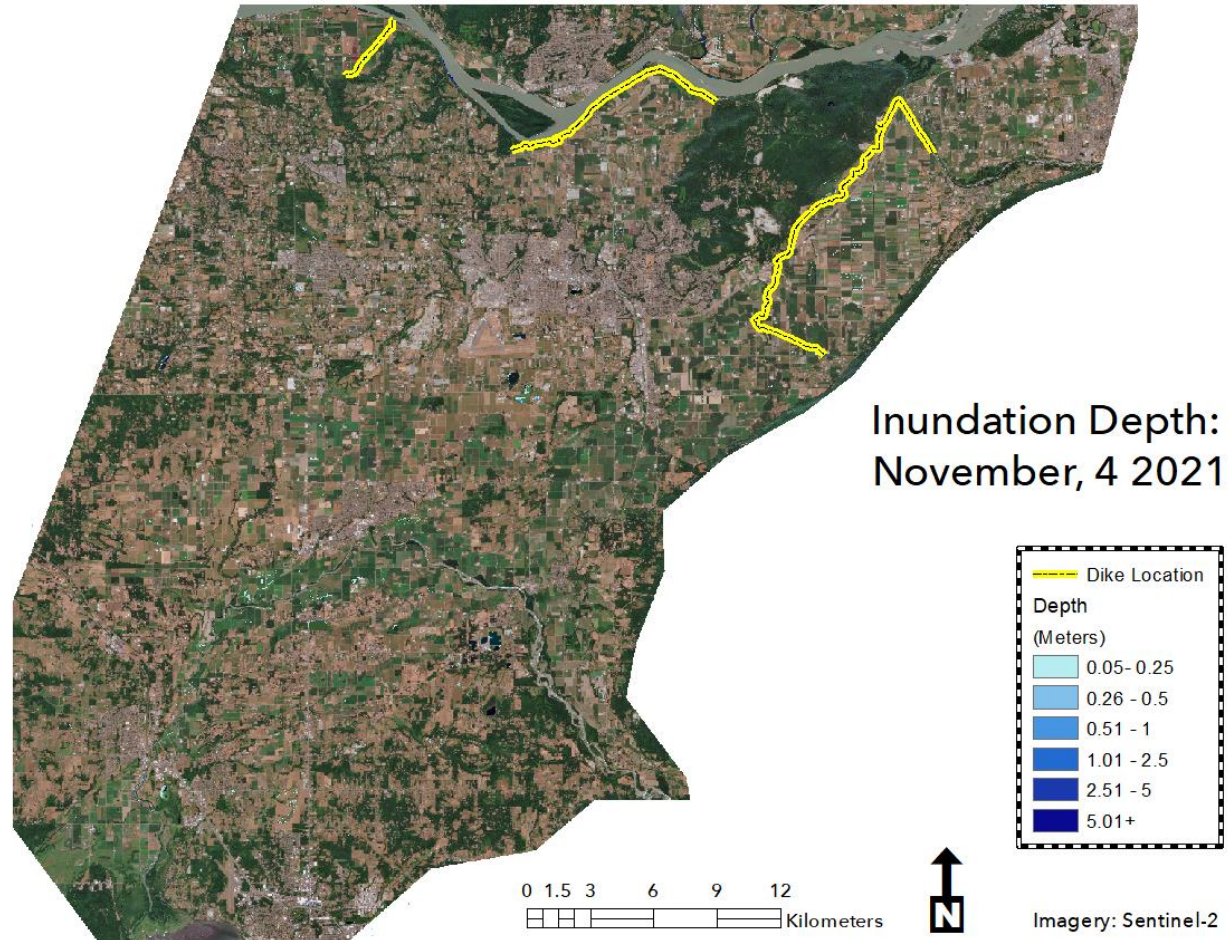 Inundation Depth:
November, 4 2021
Dike Location
Depth
(Meters)
0.05- 0.25
0.26 - 0.5
0.51 - 1
1.01 - 2.5
2.51 - 5
5.01+
0 1.5 3 6 9 12
Kilometers
N
Imagery: Sentinel-2